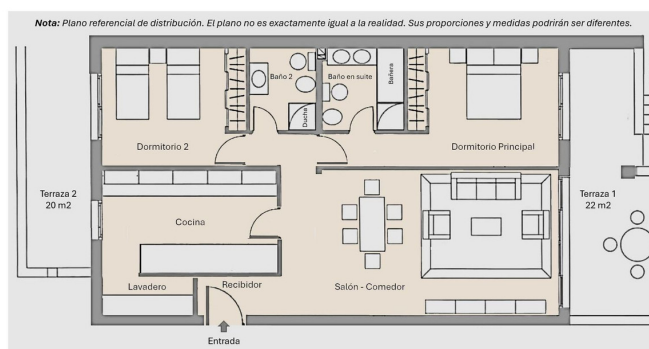 Nota: Plano referencial de distribución. El plano no es exactamente igual a la realidad. Sus proporciones y medidas podrán ser diferentes.
Baño 2
Baño en suite
Bañera
Ducha
Dormitorio 2
Dormitorio Principal
Terraza 2
20 m2
Terraza 1
22 m2
Cocina
Lavadero
Recibidor
Salón - Comedor
Entrada